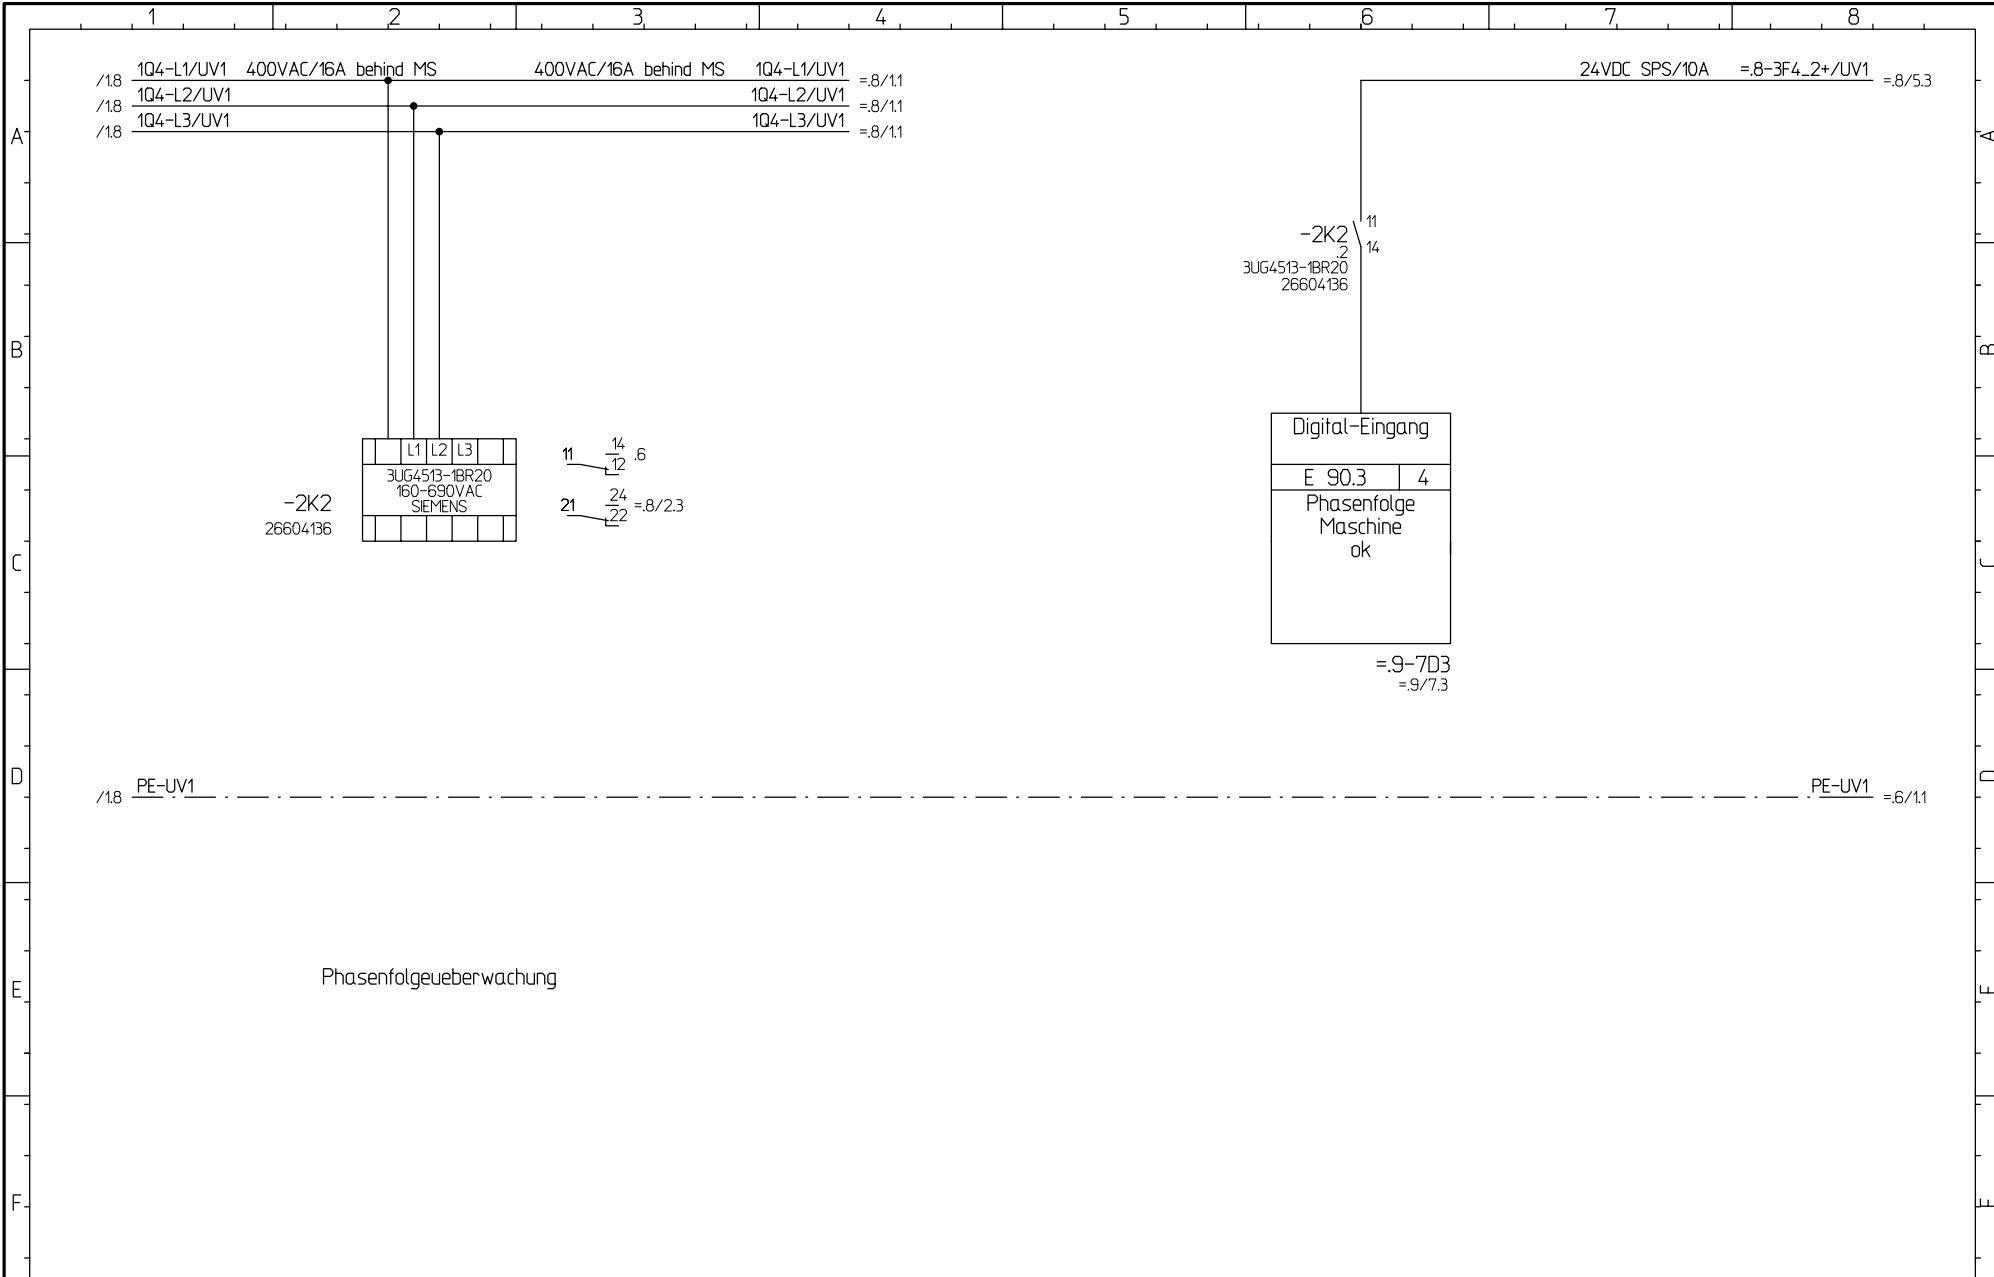 1 2 3 4 5 6 7 8
/1.8 1Q4-L1/UV1 400VAC/16A behind MS 400VAC/16A behind MS 1Q4-L1/UV1 =.8/1.1
24VDC SPS/10A =.8-3F4_2+/UV1 =.8/5.3
/1.8 1Q4-L2/UV1 1Q4-L2/UV1 =.8/1.1
/1.8 1Q4-L3/UV1 1Q4-L3/UV1 =.8/1.1
A A
-2K2 11
.2 14
3UG4513-1BR20
26604136
B B
Digital-Eingang
E 90.3 4
Phasenfolge
Maschine
ok
=.9-7D3
=.9/7.3
L1 L2 L3
3UG4513-1BR20
160-690VAC
SIEMENS
-2K2
26604136
11 14 .6
12
21 24 =.8/2.3
22
C C
D D
/1.8 PE-UV1 PE-UV1 =.6/1.1
Phasenfolgeueberwachung
E E
F F